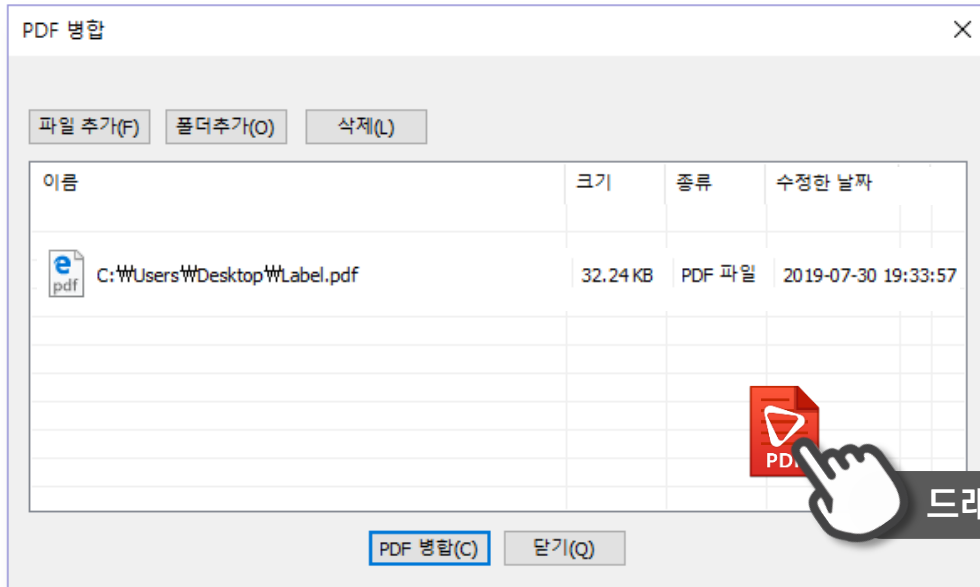 PDF 병합
파일 추가(F) 폴더추가(O) 삭제(L)
이름 크기 종류 수정한 날짜
e
pdf
C:₩Users₩Desktop₩Label.pdf 32.24 KB PDF 파일 2019-07-30 19:33:57
PDF 병합(C) 닫기(Q)